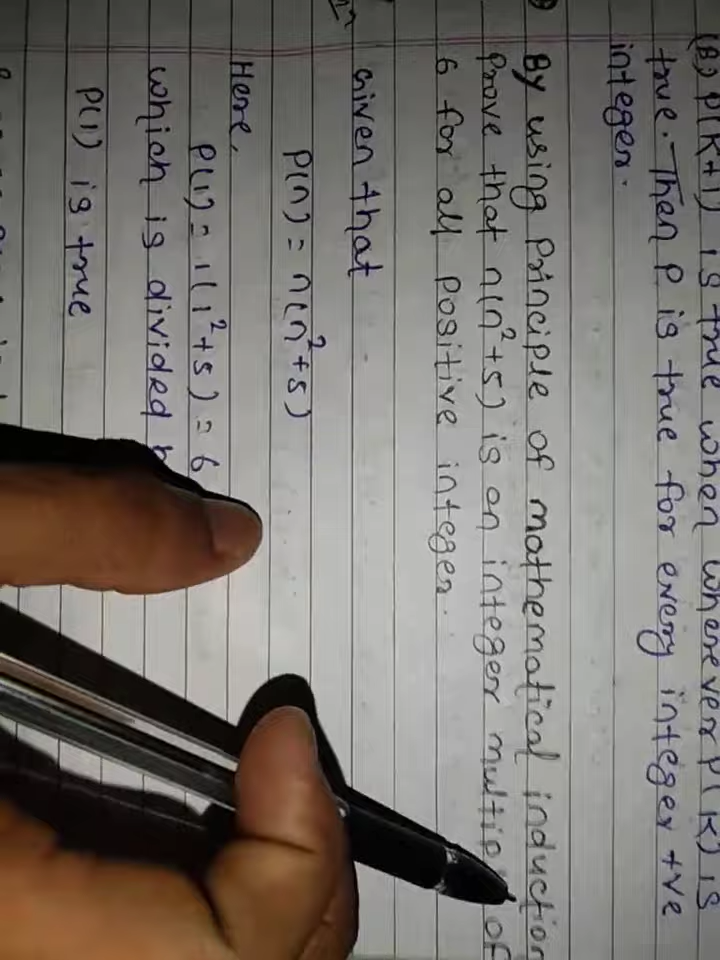 (B) P(K+1) is true when wherever P(K) is
true. Then P is true for every integer +ve
integer.
By using principle of mathematical induction
prove that n(n²+5) is an integer of
6 for all positive integer.
Given that
P(n) = n(n²+5)
Here,
P(1) = 1(1²+5) = 6
which is divided
P(1) is true